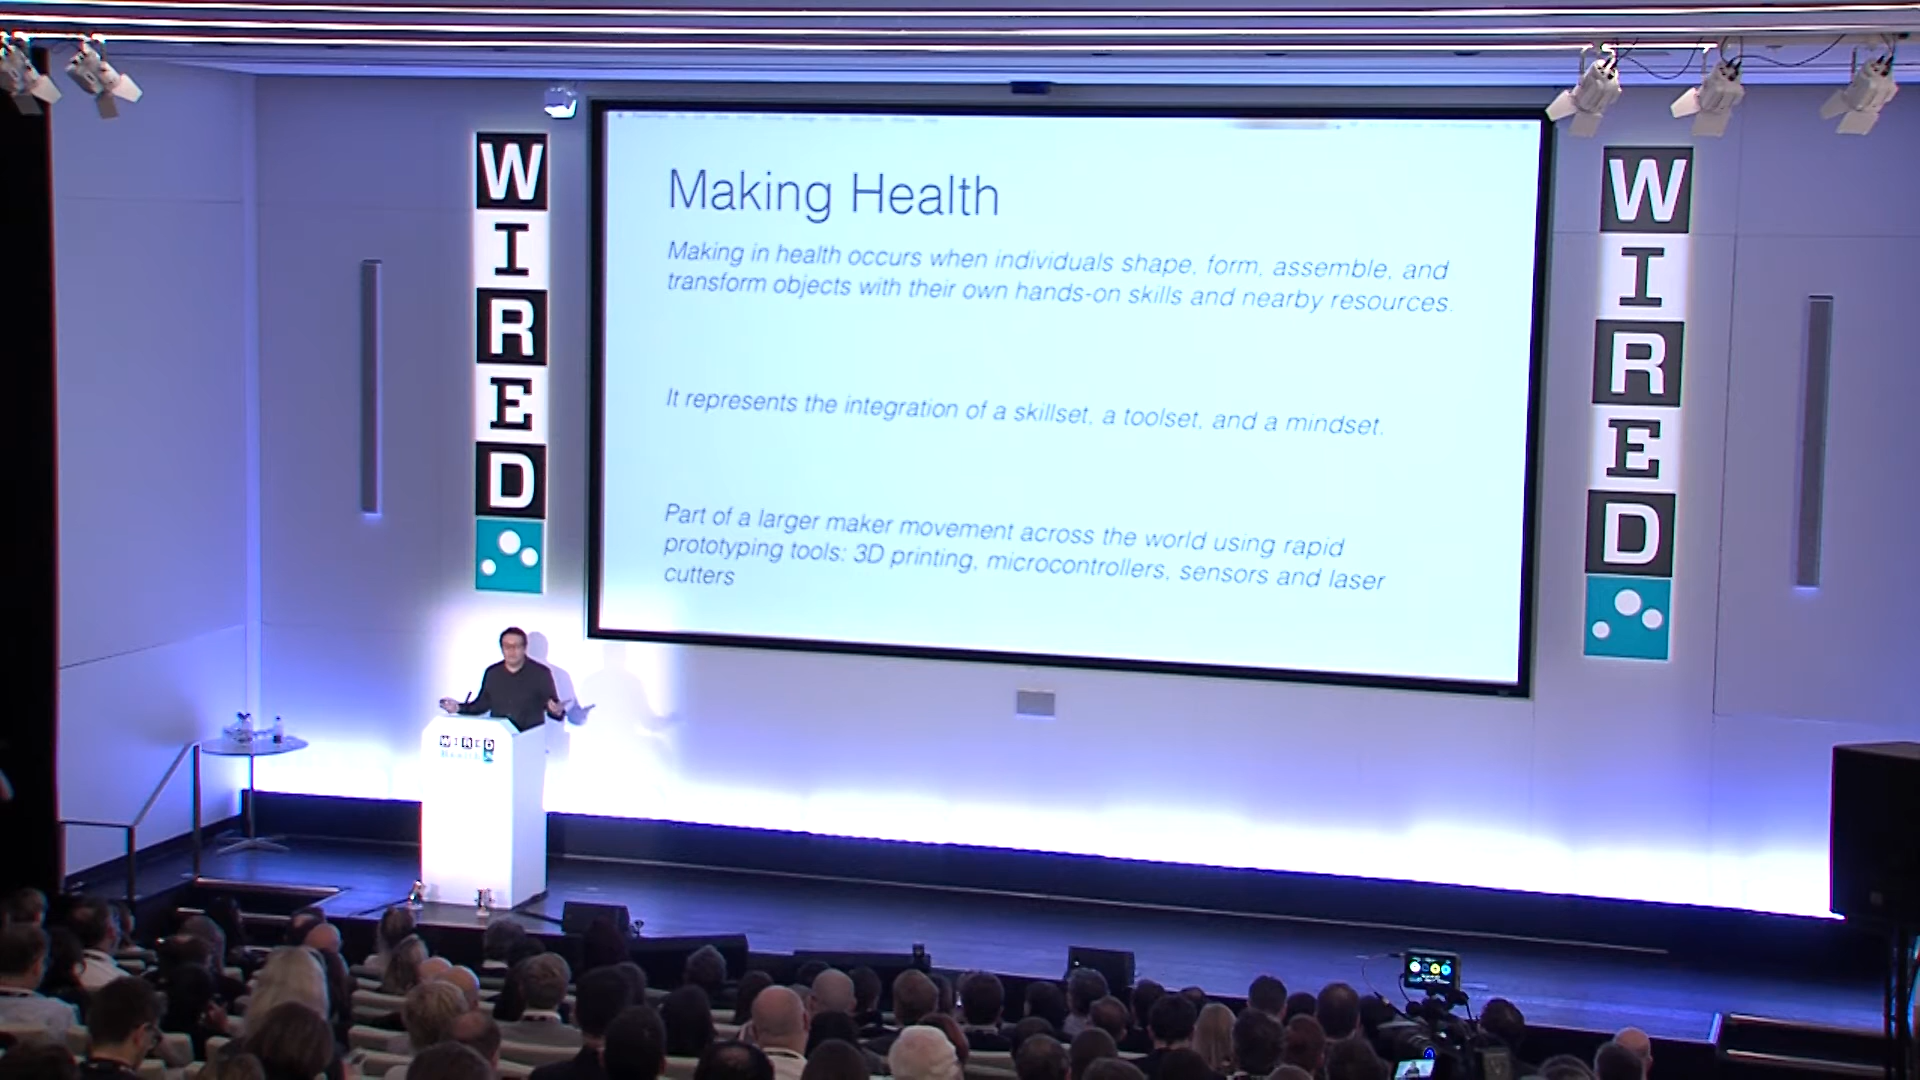 WIRED
Making Health
Making in health occurs when individuals shape, form, assemble, and
transform objects with their own hands-on skills and nearby resources.
It represents the integration of a skillset, a toolset, and a mindset.
Part of a larger maker movement across the world using rapid
prototyping tools: 3D printing, microcontrollers, sensors and laser
cutters
WIRED
WIRED
HEALTH